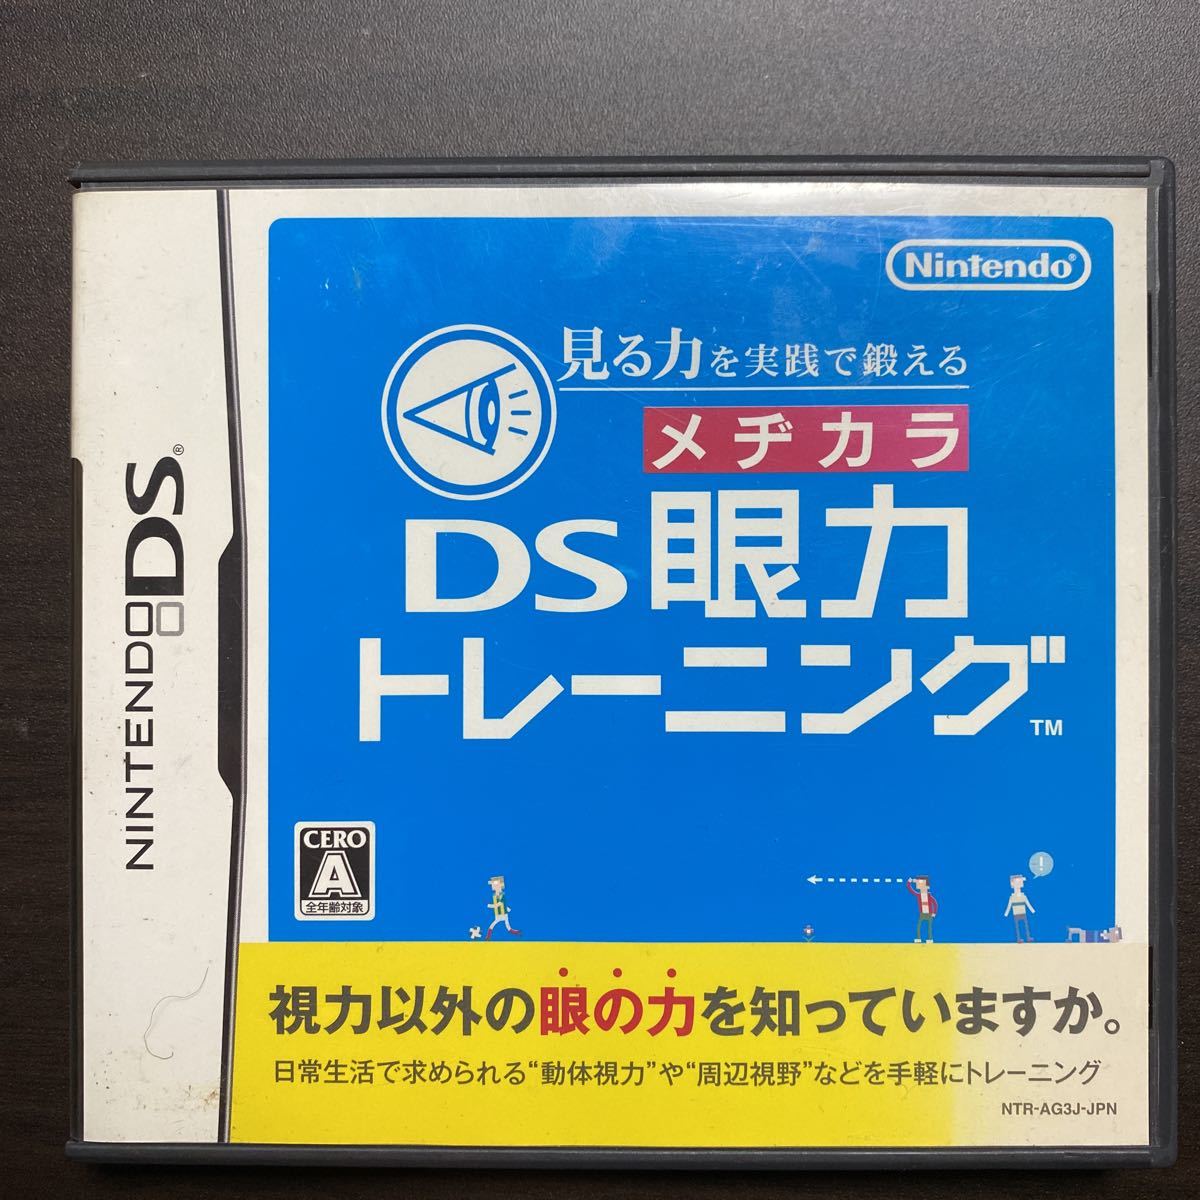 NINTENDO DS®
Nintendo®
見る力を実践で鍛える
メヂカラ
DS眼力
トレーニング™
CERO
A
全年齢対象
!
視力以外の眼の力を知っていますか。
日常生活で求められる“動体視力”や“周辺視野”などを手軽にトレーニング
NTR-AG3J-JPN